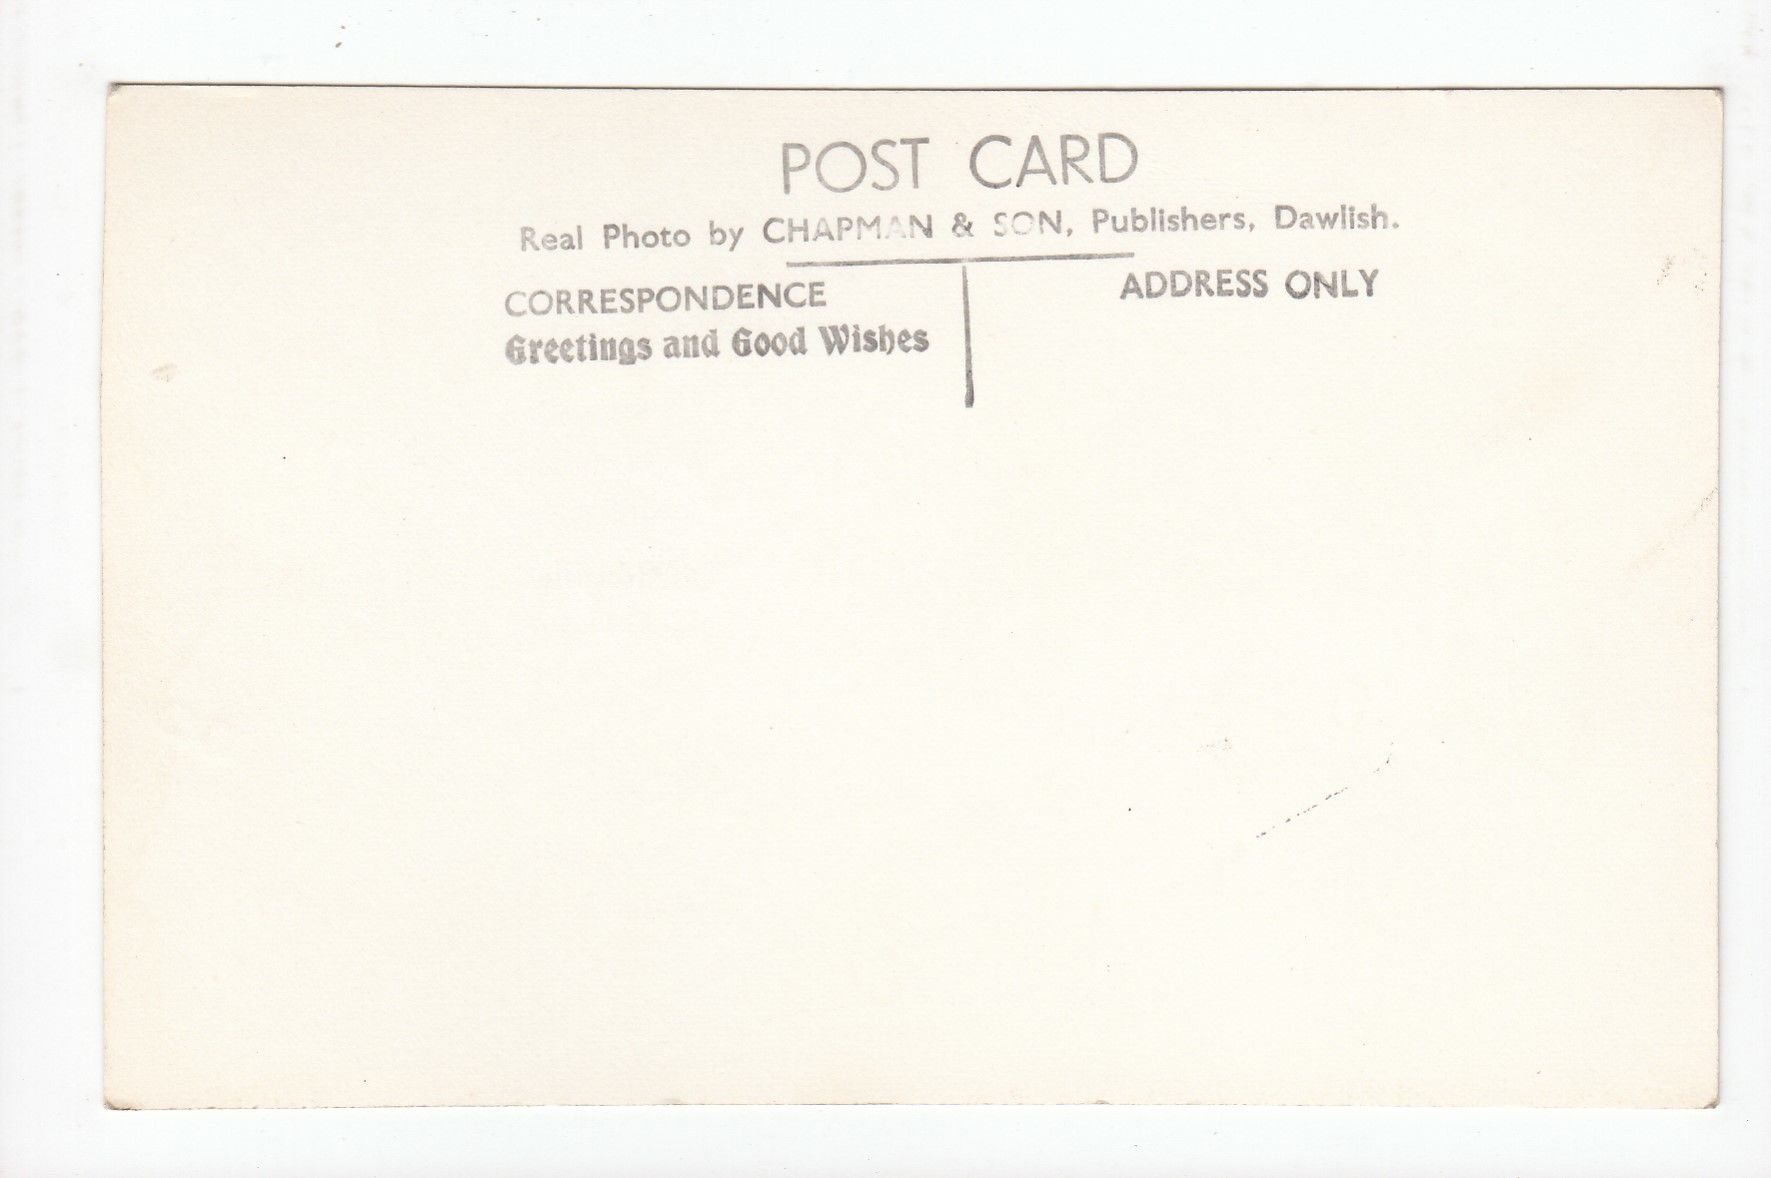 POST CARD
Real Photo by CHAPMAN & SON, Publishers, Dawlish.
CORRESPONDENCE
ADDRESS ONLY
Greetings and Good Wishes